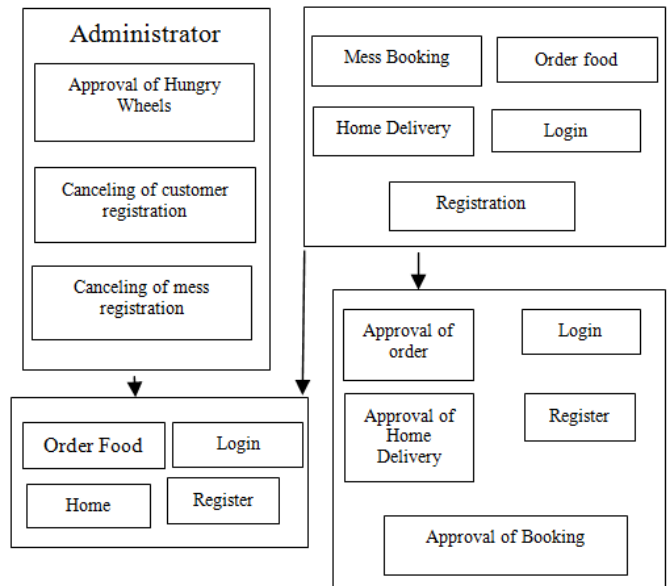 Administrator
Approval of Hungry
Wheels
Canceling of customer
registration
Canceling of mess
registration
Mess Booking
Order food
Home Delivery
Login
Registration
Order Food
Login
Home
Register
Approval of
order
Login
Approval of
Home
Delivery
Register
Approval of Booking